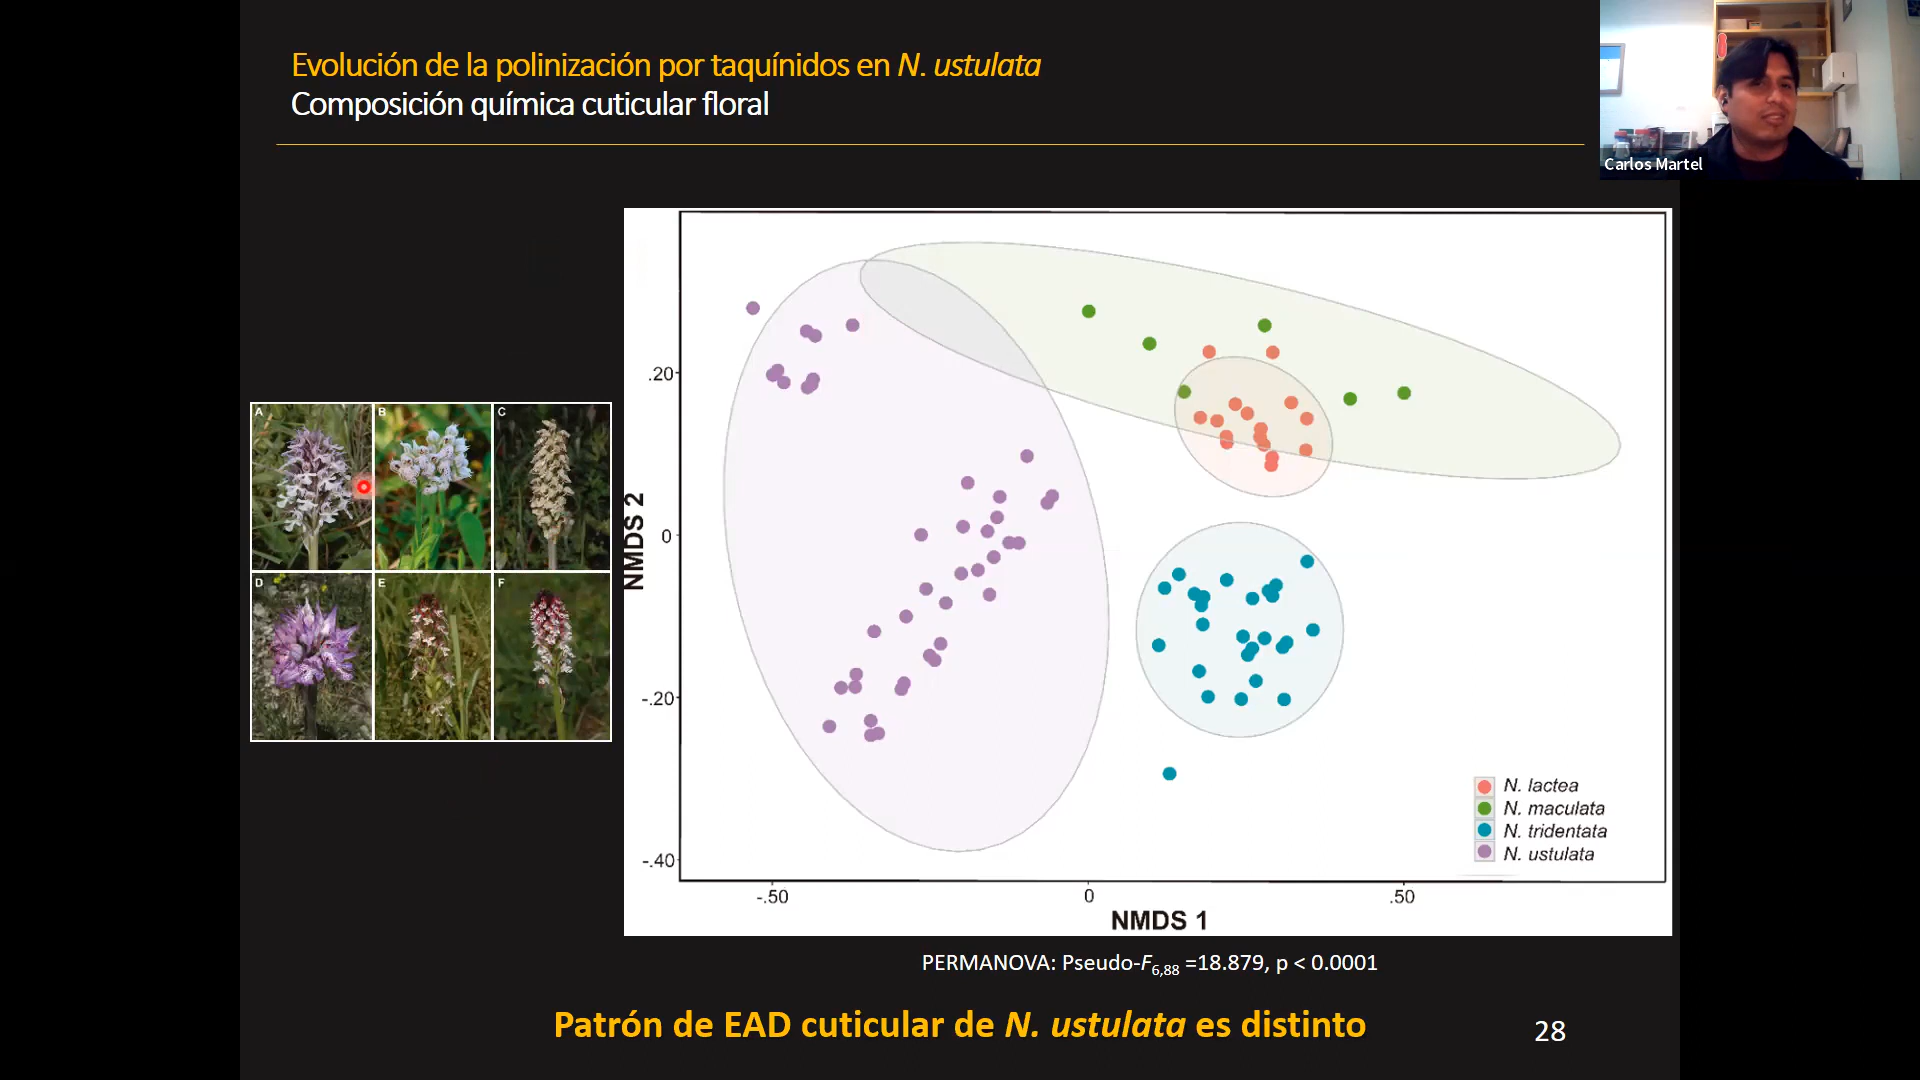 Evolución de la polinización por taquínidos en N. ustulata
Composición química cuticular floral
Carlos Martel
A
B
C
D
E
F
NMDS 2
.20
0
-.20
-.40
-.50
0
.50
NMDS 1
N. lactea
N. maculata
N. tridentata
N. ustulata
PERMANOVA: Pseudo-F6,88 =18.879, p < 0.0001
Patrón de EAD cuticular de N. ustulata es distinto
28